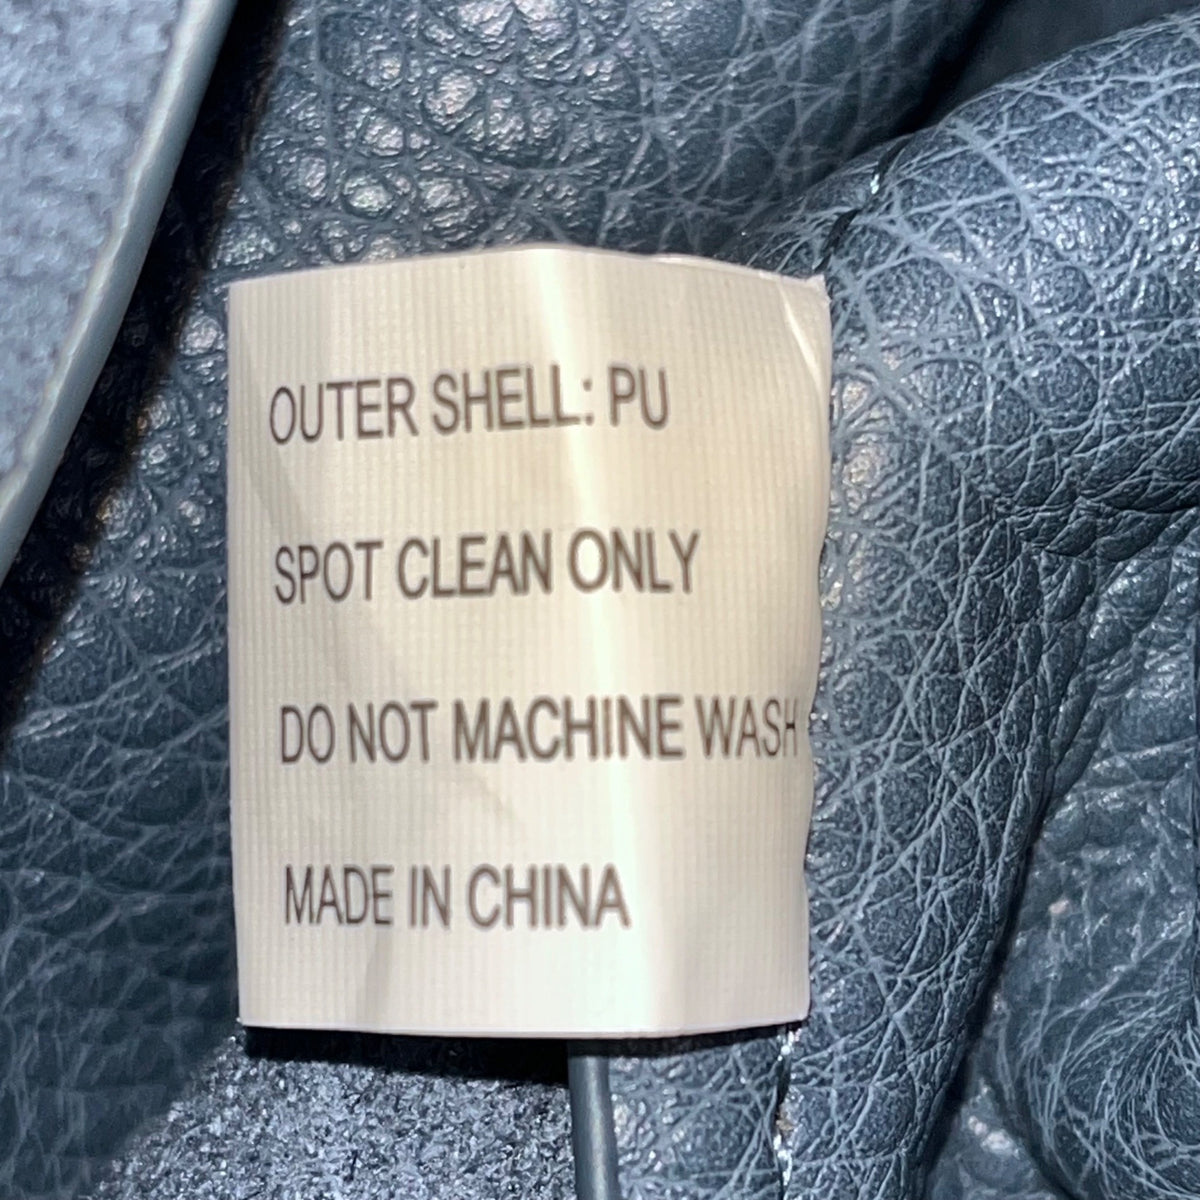 OUTER SHELL: PU
SPOT CLEAN ONLY
DO NOT MACHINE WASH
MADE IN CHINA